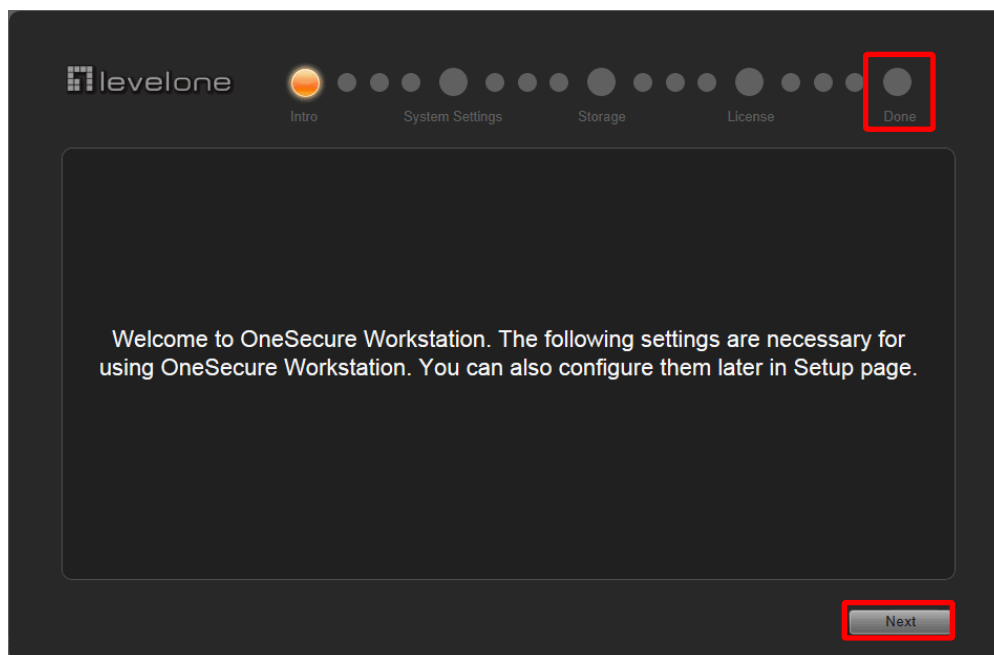 levelone
Intro System Settings Storage License Done
Welcome to OneSecure Workstation. The following settings are necessary for
using OneSecure Workstation. You can also configure them later in Setup page.
Next